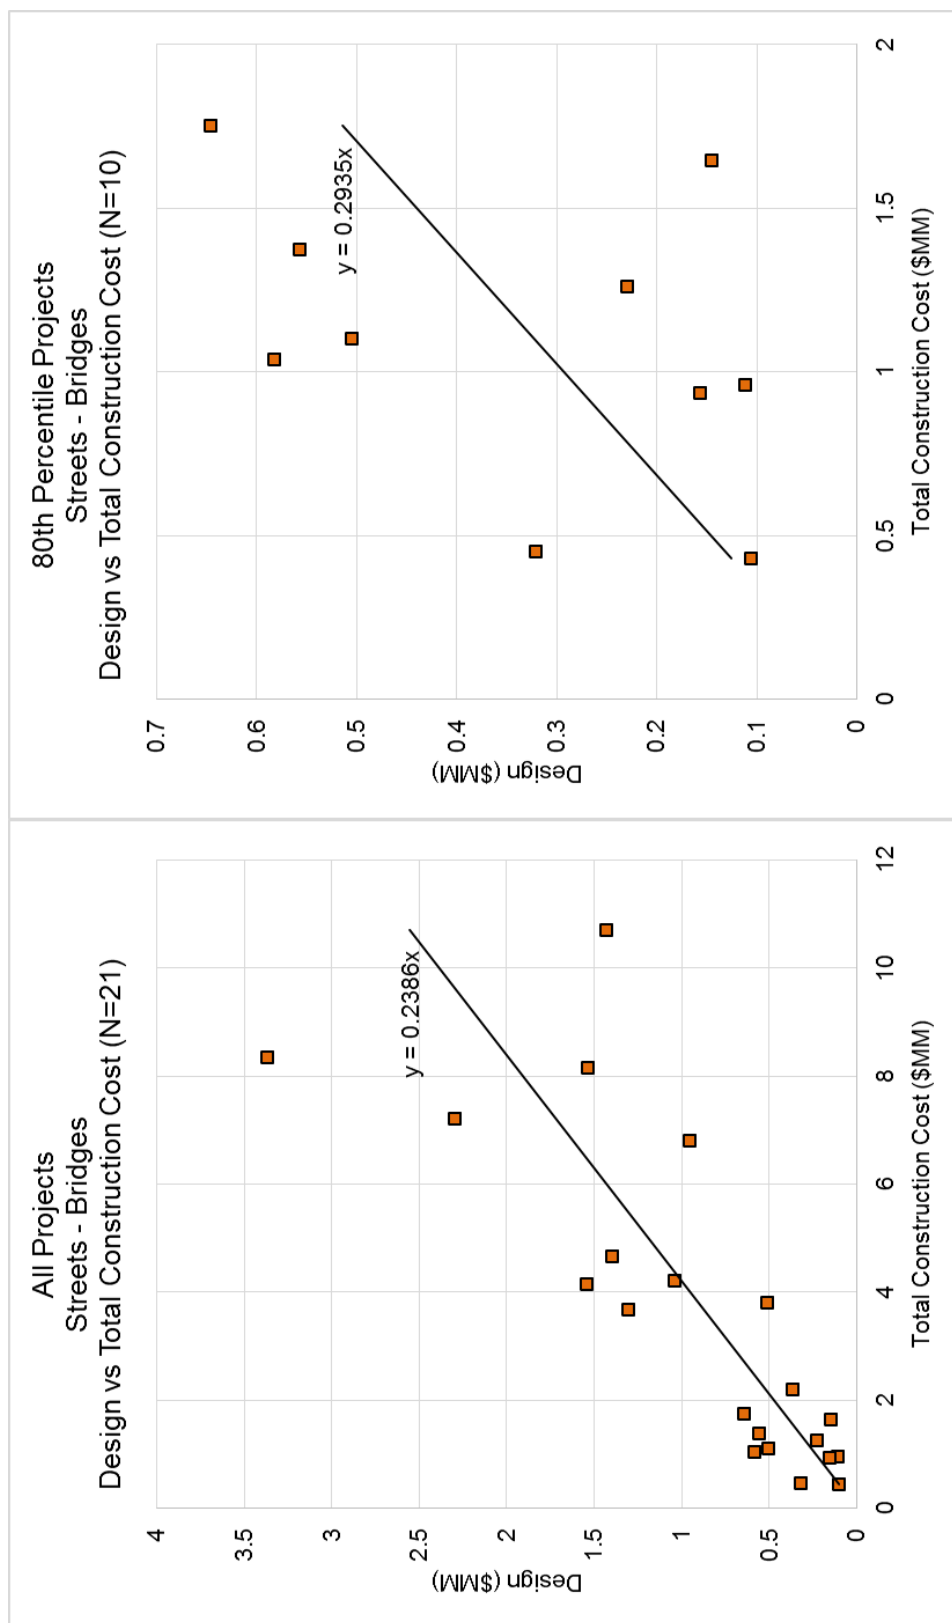 All Projects
Streets - Bridges
Design vs Total Construction Cost (N=21)
Design ($MM)
4
3.5
3
2.5
2
1.5
1
0.5
0
y = 0.2386x
0
2
4
6
8
10
12
Total Construction Cost ($MM)
80th Percentile Projects
Streets - Bridges
Design vs Total Construction Cost (N=10)
Design ($MM)
0.7
0.6
0.5
0.4
0.3
0.2
0.1
0
y = 0.2935x
0
0.5
1
1.5
2
Total Construction Cost ($MM)